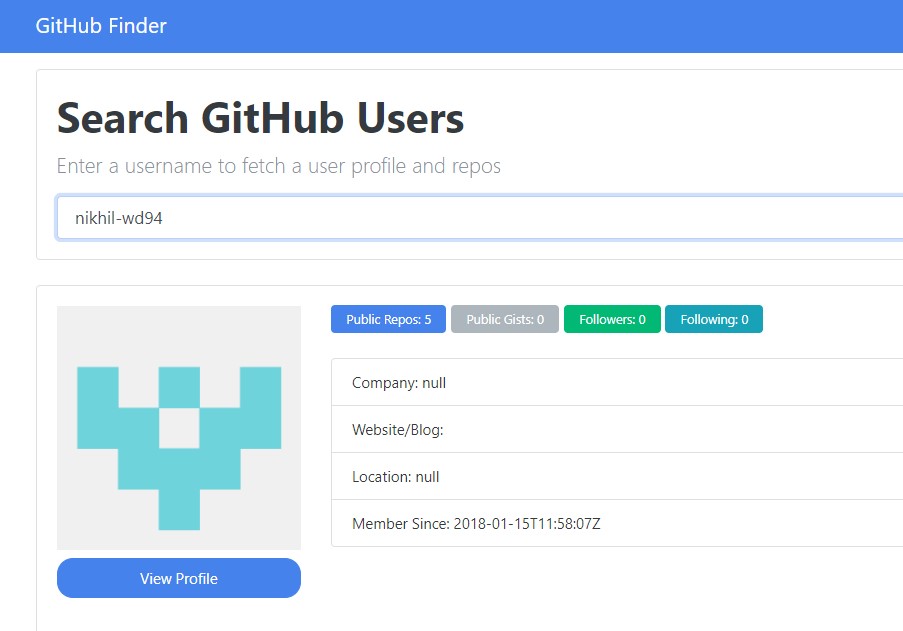 GitHub Finder
Search GitHub Users
Enter a username to fetch a user profile and repos
nikhil-wd94
Public Repos: 5 Public Gists: 0 Followers: 0 Following: 0
Company: null
Website/Blog:
Location: null
Member Since: 2018-01-15T11:58:07Z
View Profile